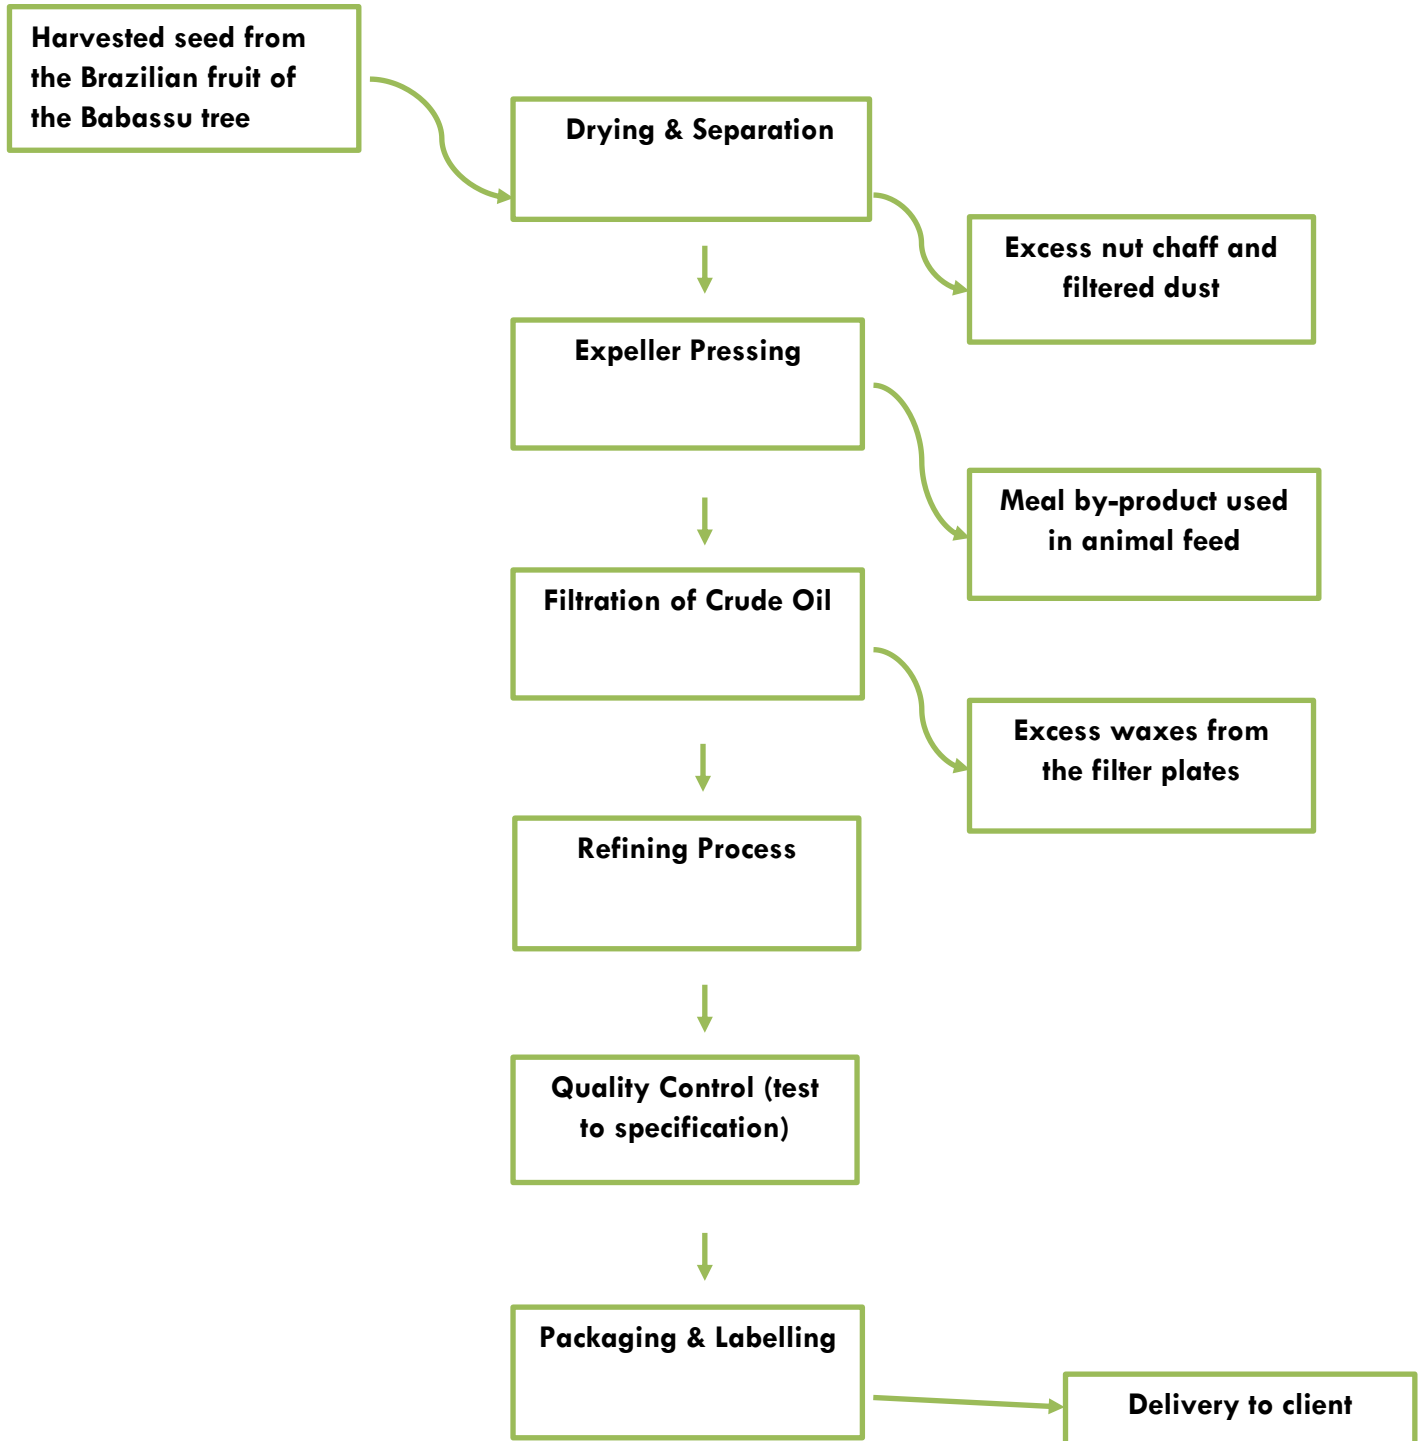 Harvested seed from
the Brazilian fruit of
the Babassu tree
Drying & Separation
Excess nut chaff and
filtered dust
Expeller Pressing
Meal by-product used
in animal feed
Filtration of Crude Oil
Excess waxes from
the filter plates
Refining Process
Quality Control (test
to specification)
Packaging & Labelling
Delivery to client